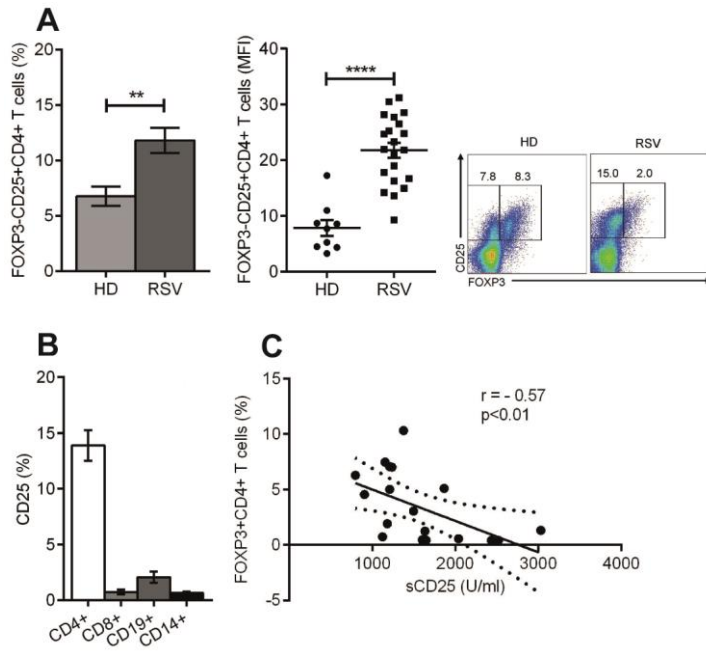 A
FOXP3-CD25+CD4+ T cells (%)
20
15
10
5
0
**
HD
RSV
FOXP3-CD25+CD4+ T cells (MFI)
40
30
20
10
0
****
HD
RSV
HD
RSV
7.8
8.3
15.0
2.0
CD25
FOXP3
B
CD25 (%)
20
15
10
5
0
CD4+
CD8+
CD19+
CD14+
C
FOXP3+CD4+ T cells (%)
15
10
5
0
-5
r = - 0.57
p<0.01
1000
2000
3000
4000
sCD25 (U/ml)